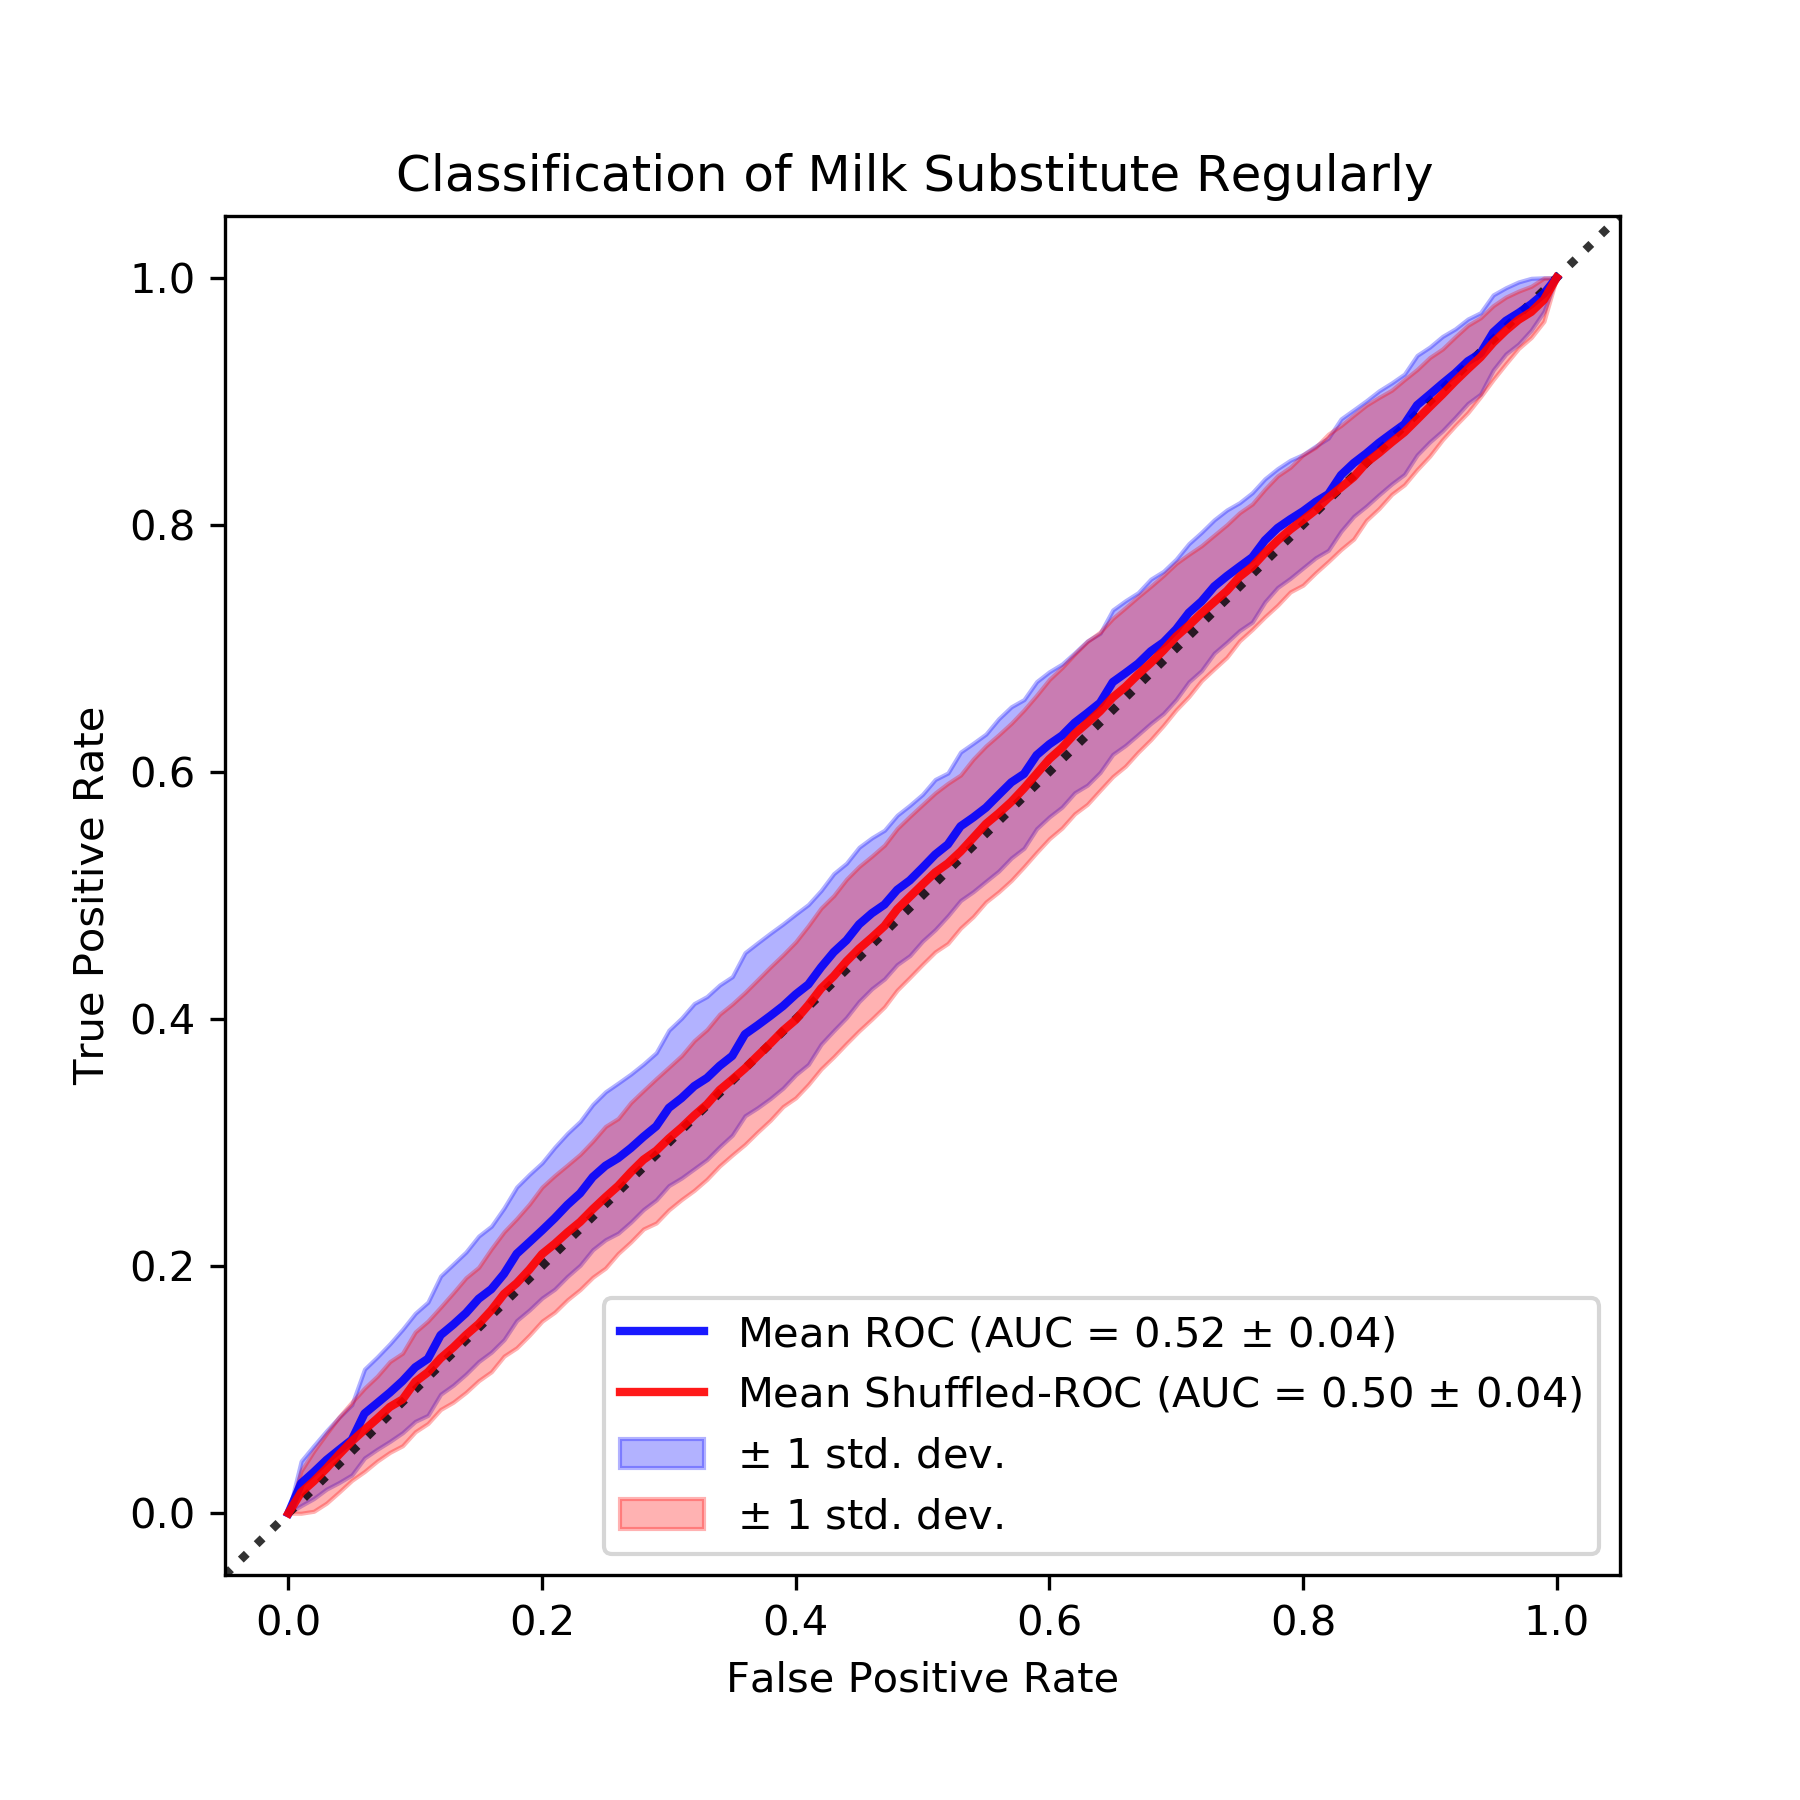 Classification of Milk Substitute Regularly
1.0
0.8
0.6
0.4
0.2
0.0
True Positive Rate
0.0 0.2 0.4 0.6 0.8 1.0
False Positive Rate
Mean ROC (AUC = 0.52 ± 0.04)
Mean Shuffled-ROC (AUC = 0.50 ± 0.04)
± 1 std. dev.
± 1 std. dev.